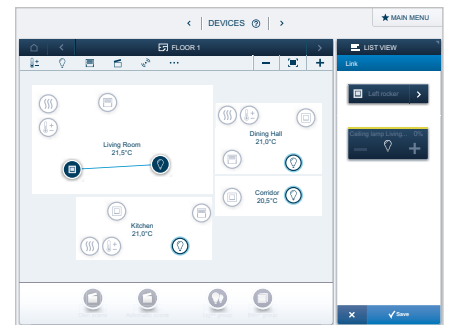 DEVICES
MAIN MENU
FLOOR 1
LIST VIEW
Link
Left rocker
Ceiling lamp Living... 0%
Living Room
21,5°C
Dining Hall
21,0°C
Corridor
20,5°C
Kitchen
21,0°C
Save